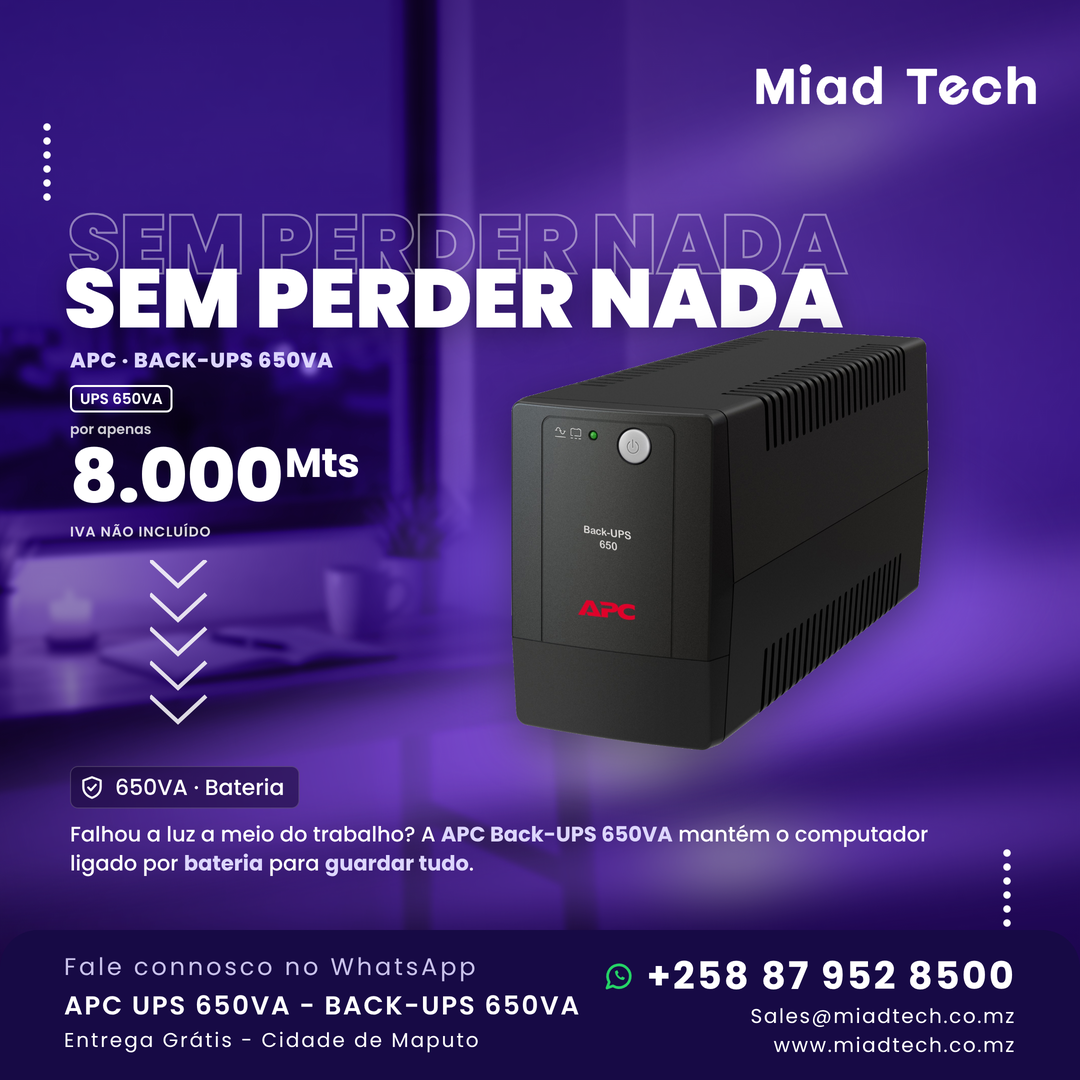 Miad Tech
SEM PERDER NADA
SEM PERDER NADA
APC · BACK-UPS 650VA
UPS 650VA
por apenas
8.000Mts
IVA NÃO INCLUÍDO
Back-UPS
650
APC
650VA · Bateria
Falhou a luz a meio do trabalho? A APC Back-UPS 650VA mantém o computador
ligado por bateria para guardar tudo.
Fale connosco no WhatsApp
APC UPS 650VA - BACK-UPS 650VA
Entrega Grátis - Cidade de Maputo
+258 87 952 8500
Sales@miadtech.co.mz
www.miadtech.co.mz